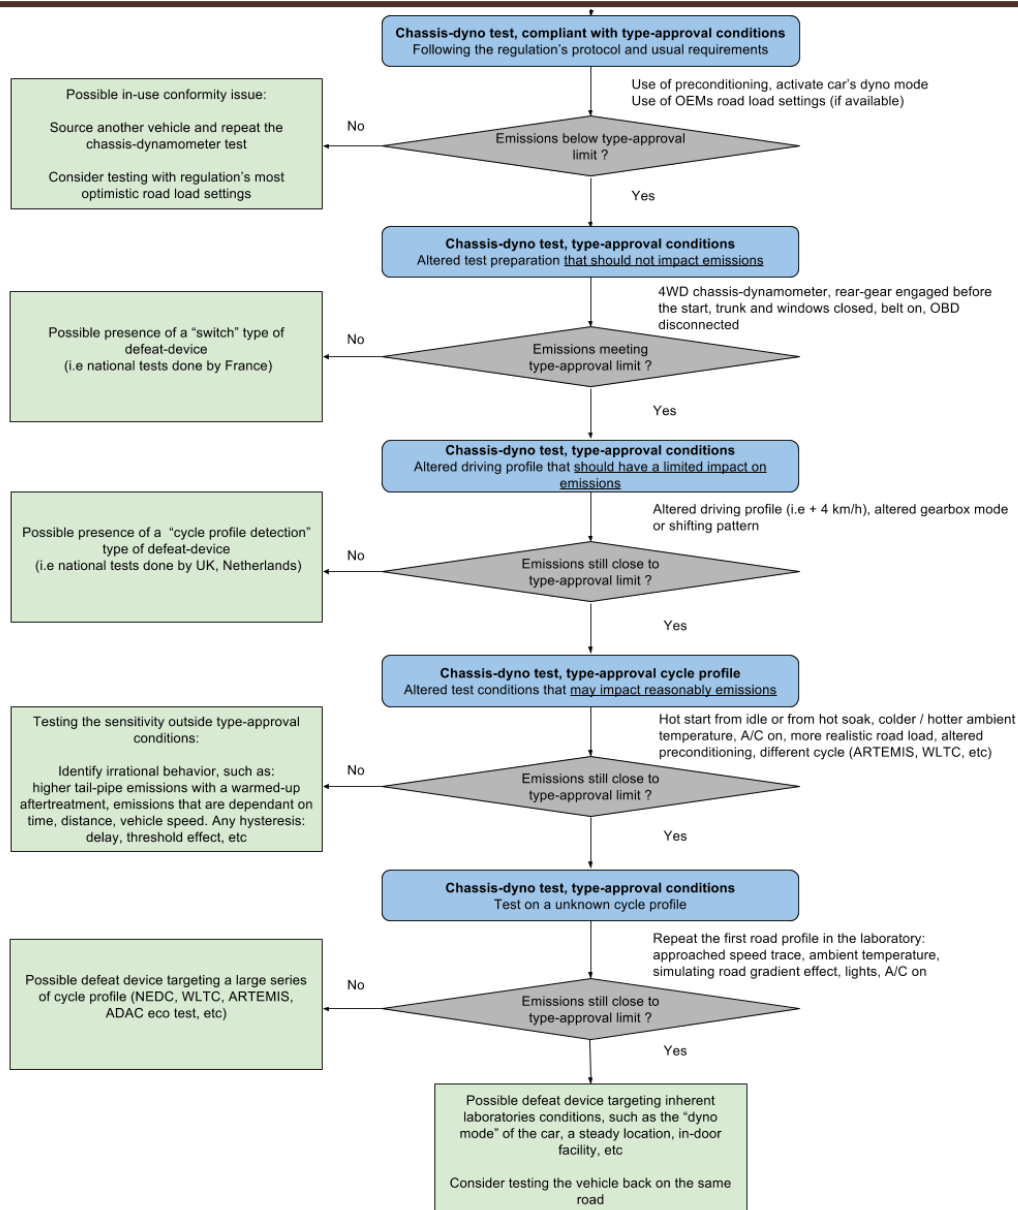 Chassis-dyno test, compliant with type-approval conditions
Following the regulation's protocol and usual requirements
Use of preconditioning, activate car's dyno mode
Use of OEMs road load settings (if available)
Possible in-use conformity issue:
Source another vehicle and repeat the
chassis-dynamometer test
Consider testing with regulation's most
optimistic road load settings
No
Emissions below type-approval
limit ?
Yes
Chassis-dyno test, type-approval conditions
Altered test preparation that should not impact emissions
4WD chassis-dynamometer, rear-gear engaged before
the start, trunk and windows closed, belt on, OBD
disconnected
Possible presence of a “switch” type of
defeat-device
(i.e national tests done by France)
No
Emissions meeting
type-approval limit ?
Yes
Chassis-dyno test, type-approval conditions
Altered driving profile that should have a limited impact on
emissions
Altered driving profile (i.e + 4 km/h), altered gearbox mode
or shifting pattern
Possible presence of a “cycle profile detection”
type of defeat-device
(i.e national tests done by UK, Netherlands)
No
Emissions still close to
type-approval limit ?
Yes
Chassis-dyno test, type-approval cycle profile
Altered test conditions that may impact reasonably emissions
Hot start from idle or from hot soak, colder / hotter ambient
temperature, A/C on, more realistic road load, altered
preconditioning, different cycle (ARTEMIS, WLTC, etc)
Testing the sensitivity outside type-approval
conditions:
Identify irrational behavior, such as:
higher tail-pipe emissions with a warmed-up
aftertreatment, emissions that are dependant on
time, distance, vehicle speed. Any hysteresis:
delay, threshold effect, etc
No
Emissions still close to
type-approval limit ?
Yes
Chassis-dyno test, type-approval conditions
Test on a unknown cycle profile
Repeat the first road profile in the laboratory:
approached speed trace, ambient temperature,
simulating road gradient effect, lights, A/C on
Possible defeat device targeting a large series
of cycle profile (NEDC, WLTC, ARTEMIS,
ADAC eco test, etc)
No
Emissions still close to
type-approval limit ?
Yes
Possible defeat device targeting inherent
laboratories conditions, such as the “dyno
mode” of the car, a steady location, in-door
facility, etc
Consider testing the vehicle back on the same
road